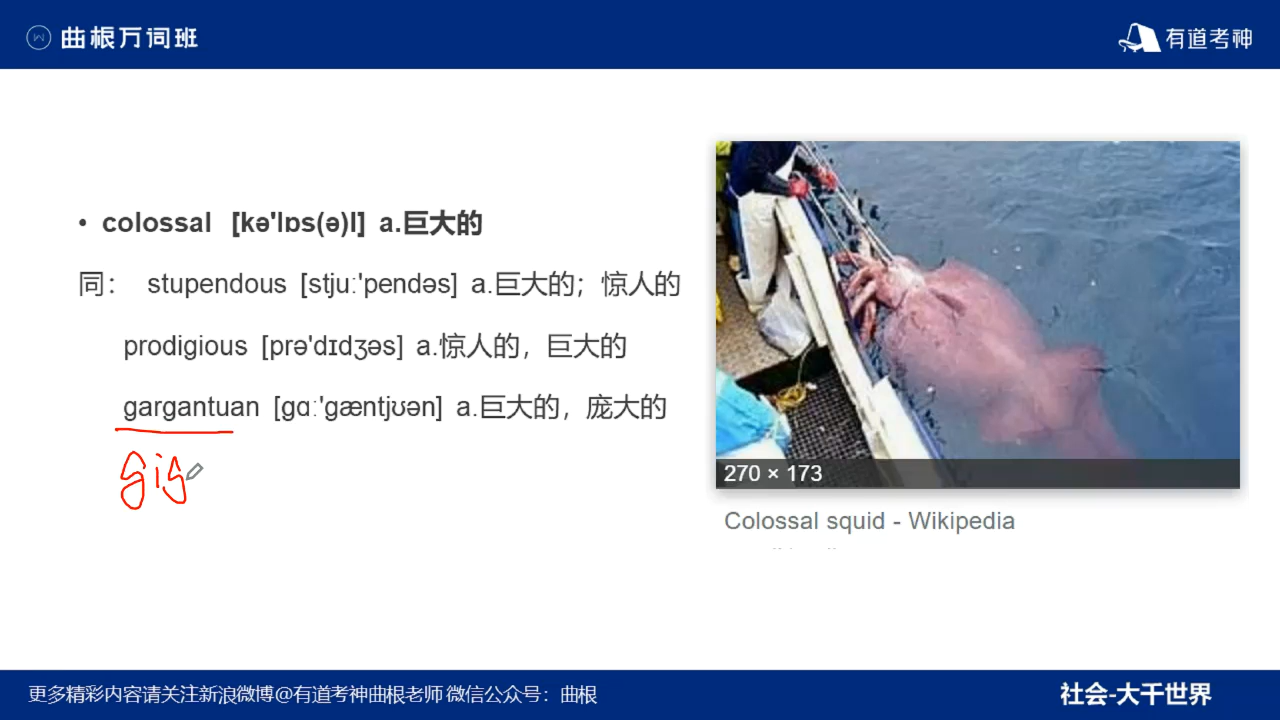 曲根万词班
有道考神
• colossal [kə'lɒs(ə)l] a.巨大的
同： stupendous [stjuː'pendəs] a.巨大的；惊人的
prodigious [prə'dɪdʒəs] a.惊人的，巨大的
gargantuan [gɑː'gæntjʊən] a.巨大的，庞大的
gig
270 × 173
Colossal squid - Wikipedia
更多精彩内容请关注新浪微博@有道考神曲根老师 微信公众号：曲根
社会-大千世界